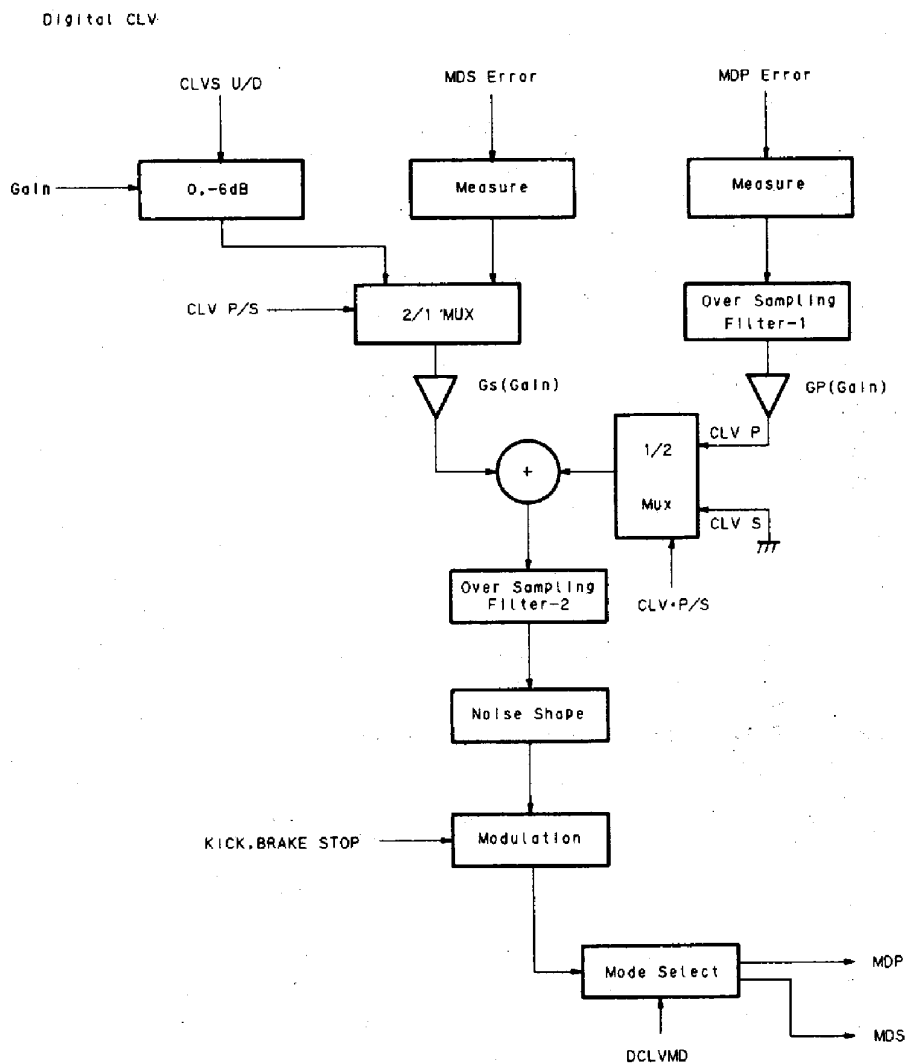 Digital CLV
CLVS U/D
MDS Error
MDP Error
Gain
0,-6dB
Measure
Measure
CLV P/S
2/1 MUX
Over Sampling
Filter-1
Gs(Gain)
GP(Gain)
CLV P
1/2
Mux
+
CLV S
Over Sampling
Filter-2
CLV·P/S
Noise Shape
KICK,BRAKE STOP
Modulation
Mode Select
MDP
MDS
DCLVMD